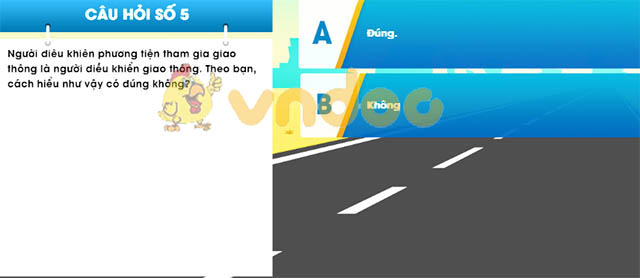 CÂU HỎI SỐ 5
Người điều khiển phương tiện tham gia giao
thông là người điều khiển giao thông. Theo bạn,
cách hiểu như vậy có đúng không?
A
Đúng.
B
Không
vndoc